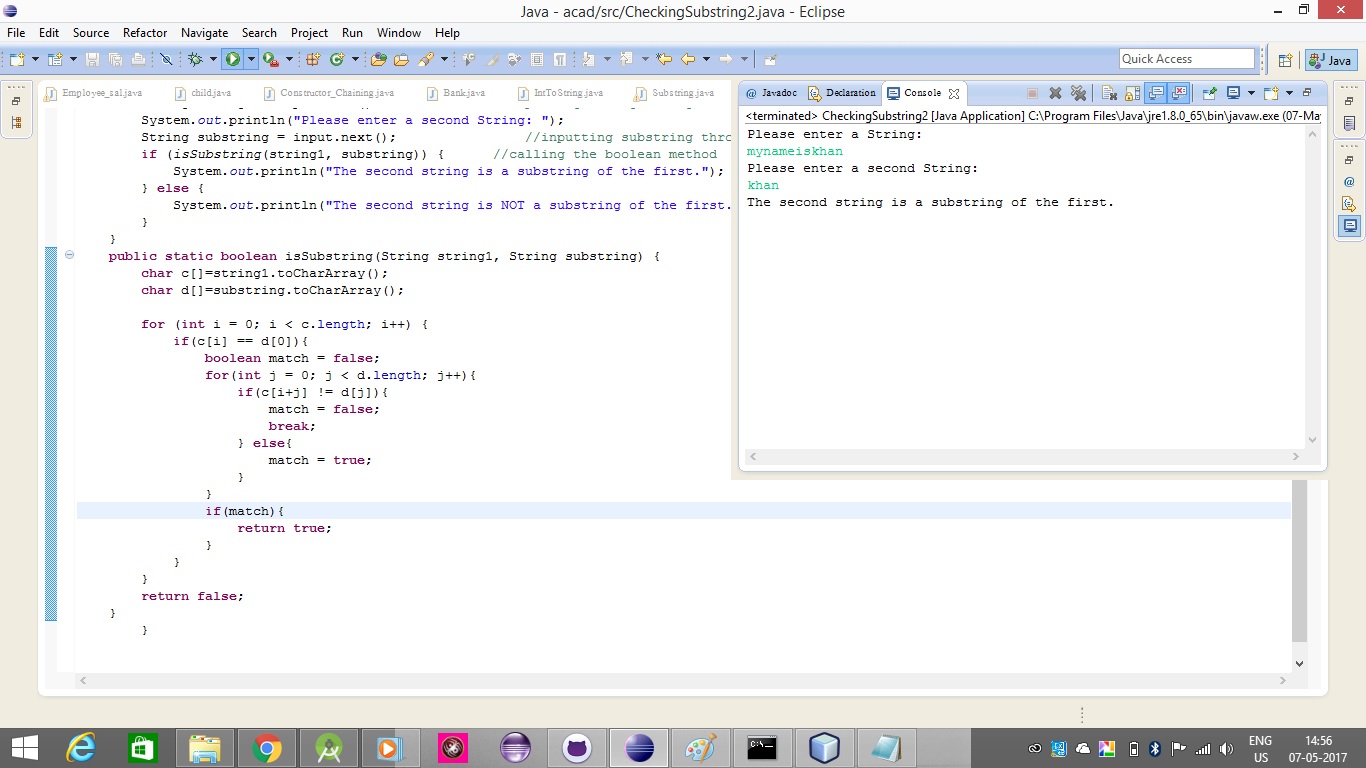 Java - acad/src/CheckingSubstring2.java - Eclipse
File Edit Source Refactor Navigate Search Project Run Window Help
Quick Access
Java
Employee_sal.java child.java Constructor_Chaining.java Bank.java IntToString.java Substring.java
System.out.println("Please enter a second String: ");
String substring = input.next(); //inputting substring thro
if (isSubstring(string1, substring)) { //calling the boolean method
System.out.println("The second string is a substring of the first.");
} else {
System.out.println("The second string is NOT a substring of the first.
}
}
public static boolean isSubstring(String string1, String substring) {
char c[]=string1.toCharArray();
char d[]=substring.toCharArray();
for (int i = 0; i < c.length; i++) {
if(c[i] == d[0]){
boolean match = false;
for(int j = 0; j < d.length; j++){
if(c[i+j] != d[j]){
match = false;
break;
} else{
match = true;
}
}
if(match){
return true;
}
}
}
return false;
}
}
Javadoc Declaration Console
<terminated> CheckingSubstring2 [Java Application] C:\Program Files\Java\jre1.8.0_65\bin\javaw.exe (07-May
Please enter a String:
mynameiskhan
Please enter a second String:
khan
The second string is a substring of the first.
ENG
US
14:56
07-05-2017